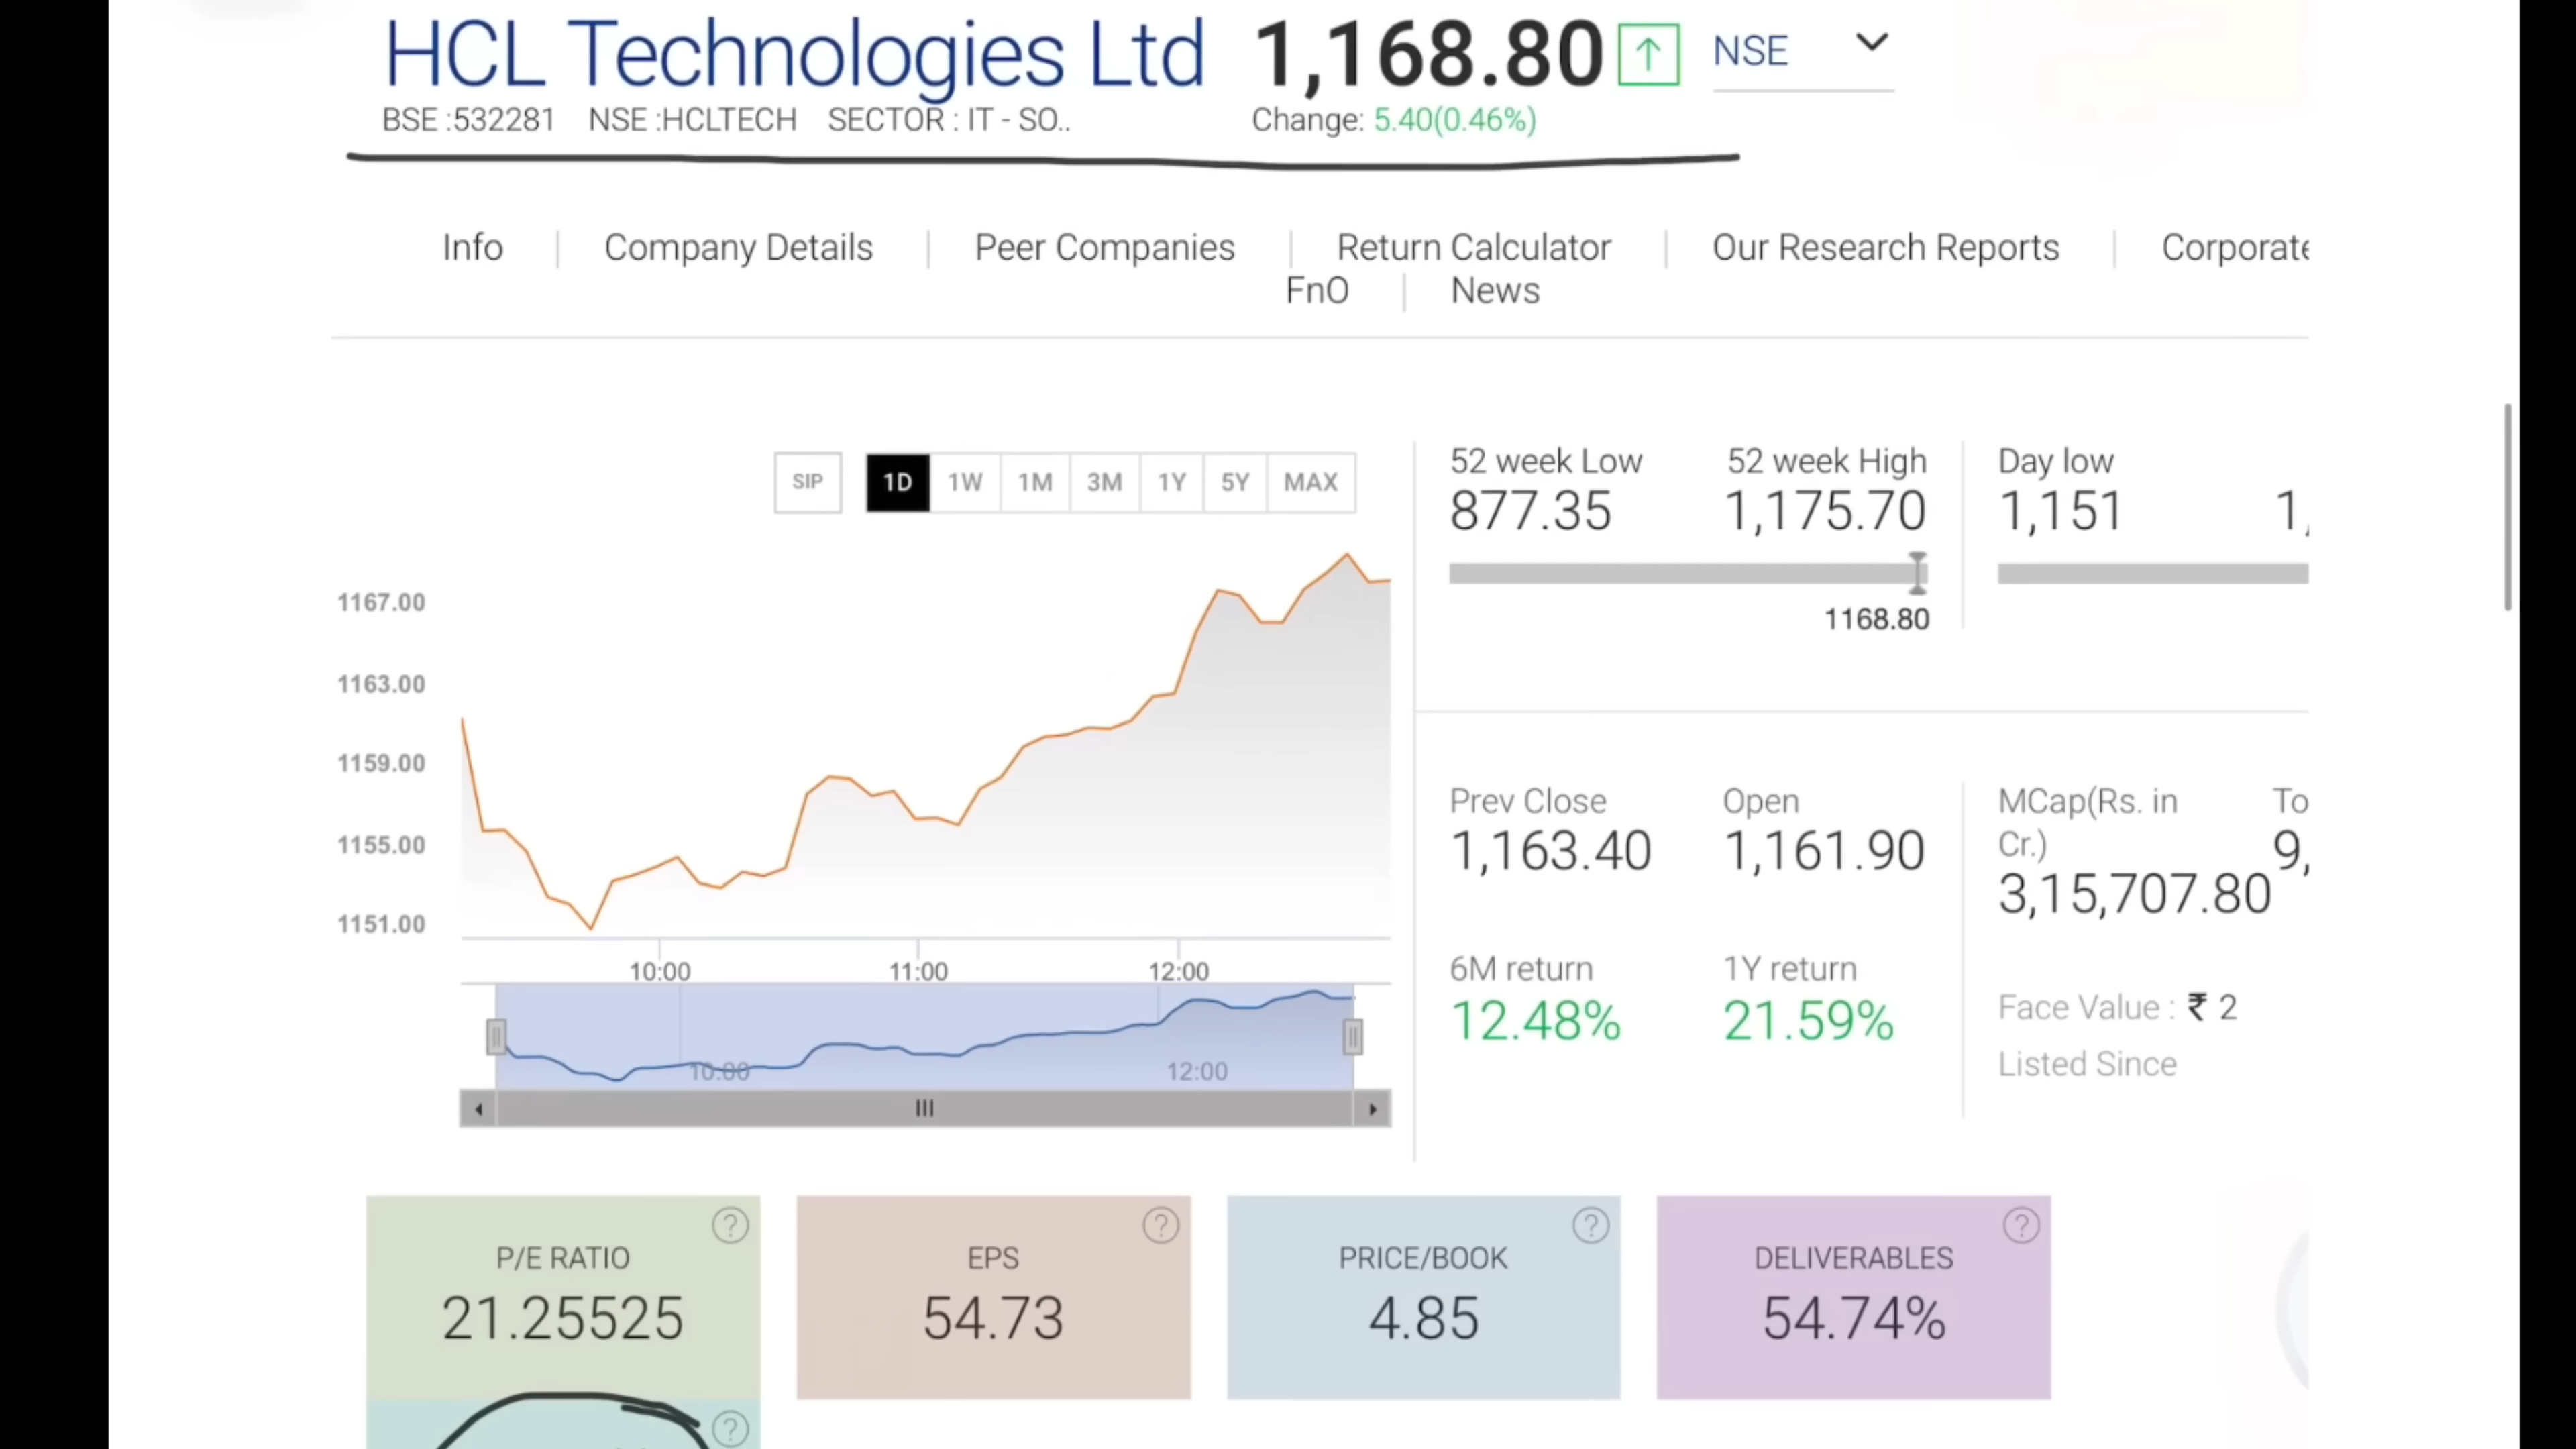 HCL Technologies Ltd 1,168.80 NSE
BSE :532281 NSE :HCLTECH SECTOR : IT - SO..
Change: 5.40(0.46%)
Info Company Details Peer Companies Return Calculator Our Research Reports Corporate
FnO News
SIP 1D 1W 1M 3M 1Y 5Y MAX
1167.00
1163.00
1159.00
1155.00
1151.00
10:00 11:00 12:00
10:00 12:00
52 week Low 52 week High
877.35 1,175.70
1168.80
Day low
1,151 1,
Prev Close Open
1,163.40 1,161.90
6M return 1Y return
12.48% 21.59%
MCap(Rs. in To
Cr.) 9,
3,15,707.80
Face Value : ₹ 2
Listed Since
P/E RATIO
21.25525
EPS
54.73
PRICE/BOOK
4.85
DELIVERABLES
54.74%